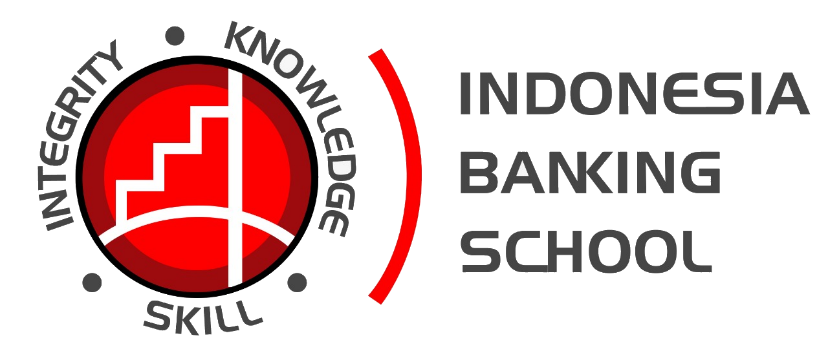 INTEGRITY
KNOWLEDGE
SKILL
INDONESIA
BANKING
SCHOOL